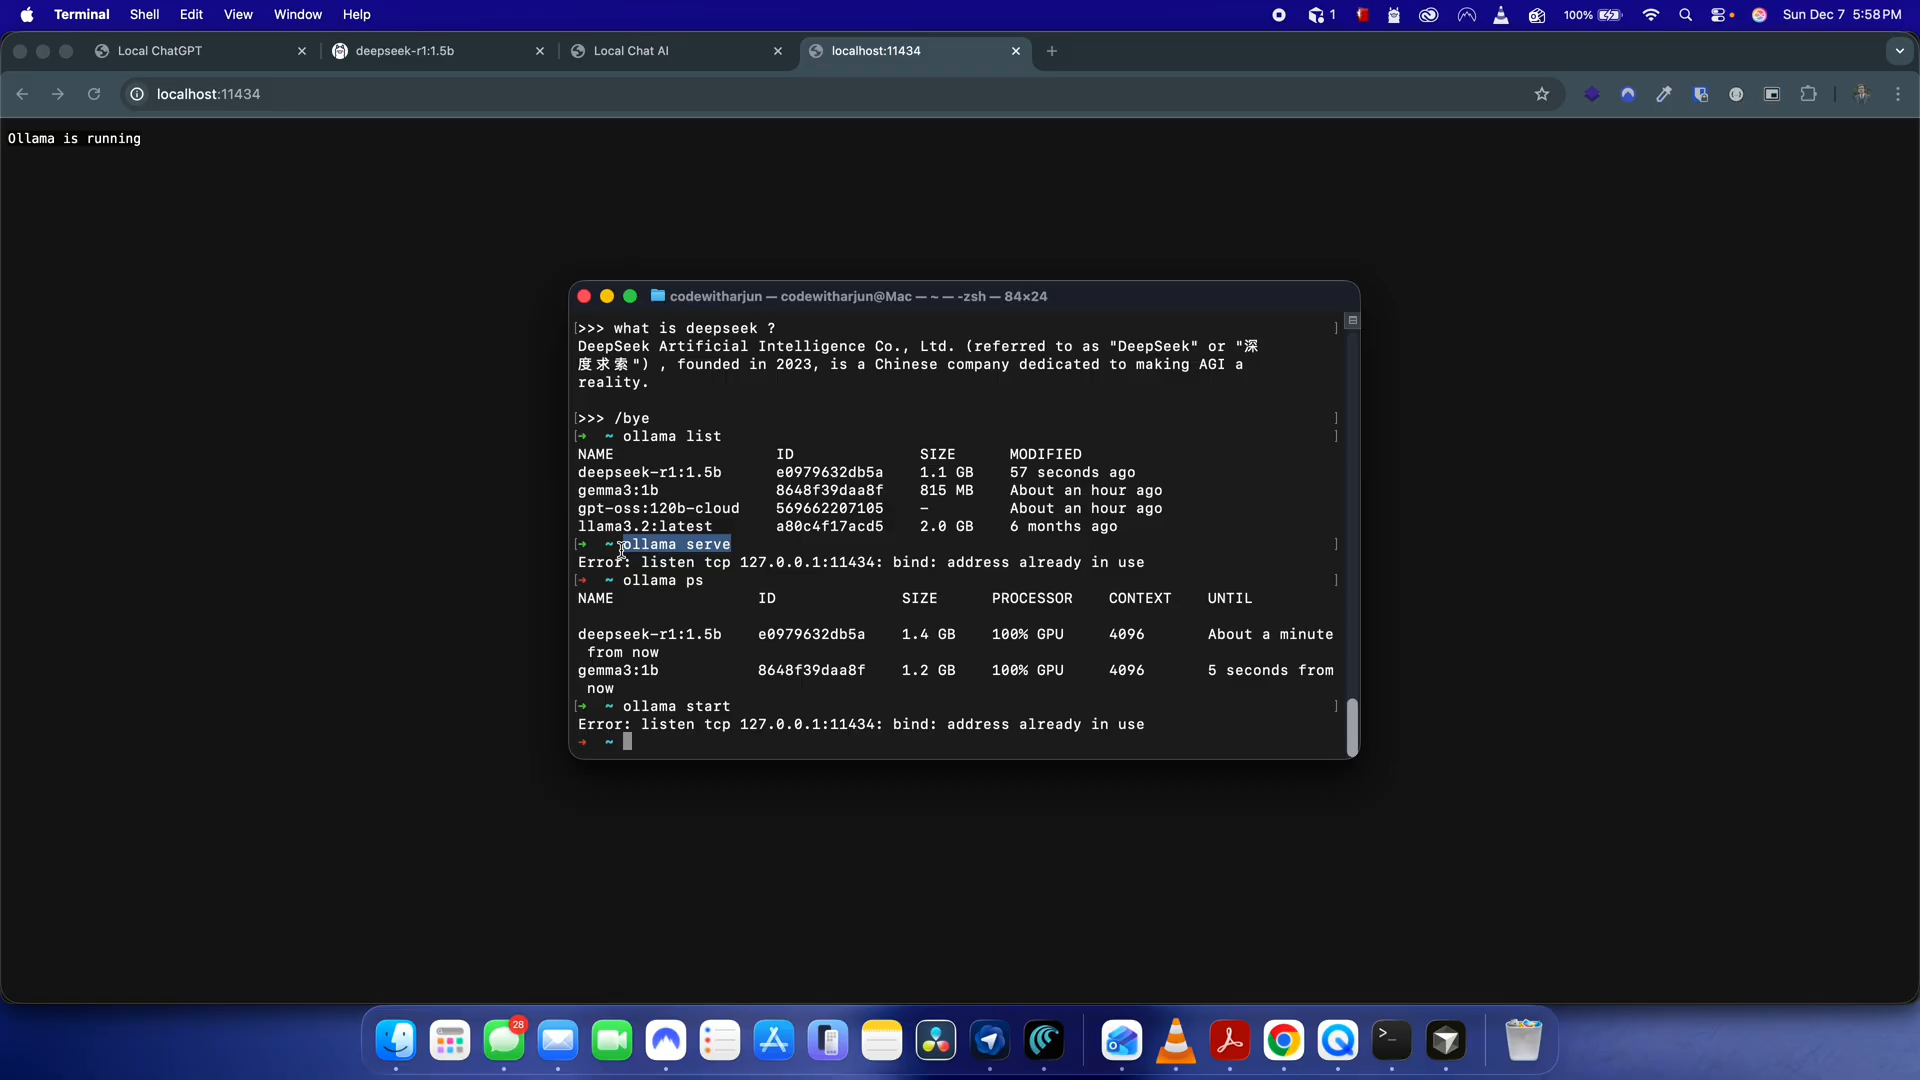 Terminal Shell Edit View Window Help 1 100% Sun Dec 7 5:58 PM
Local ChatGPT deepseek-r1:1.5b Local Chat AI localhost:11434
localhost:11434
Ollama is running
codewitharjun — codewitharjun@Mac — ~ — -zsh — 84×24
>>> what is deepseek ?
DeepSeek Artificial Intelligence Co., Ltd. (referred to as "DeepSeek" or "深
度求索") , founded in 2023, is a Chinese company dedicated to making AGI a
reality.
>>> /bye
➜ ~ ollama list
NAME ID SIZE MODIFIED
deepseek-r1:1.5b e0979632db5a 1.1 GB 57 seconds ago
gemma3:1b 8648f39daa8f 815 MB About an hour ago
gpt-oss:120b-cloud 569662207105 - About an hour ago
llama3.2:latest a80c4f17acd5 2.0 GB 6 months ago
➜ ~ ollama serve
Error: listen tcp 127.0.0.1:11434: bind: address already in use
➜ ~ ollama ps
NAME ID SIZE PROCESSOR CONTEXT UNTIL
deepseek-r1:1.5b e0979632db5a 1.4 GB 100% GPU 4096 About a minute
from now
gemma3:1b 8648f39daa8f 1.2 GB 100% GPU 4096 5 seconds from
now
➜ ~ ollama start
Error: listen tcp 127.0.0.1:11434: bind: address already in use
➜ ~
28